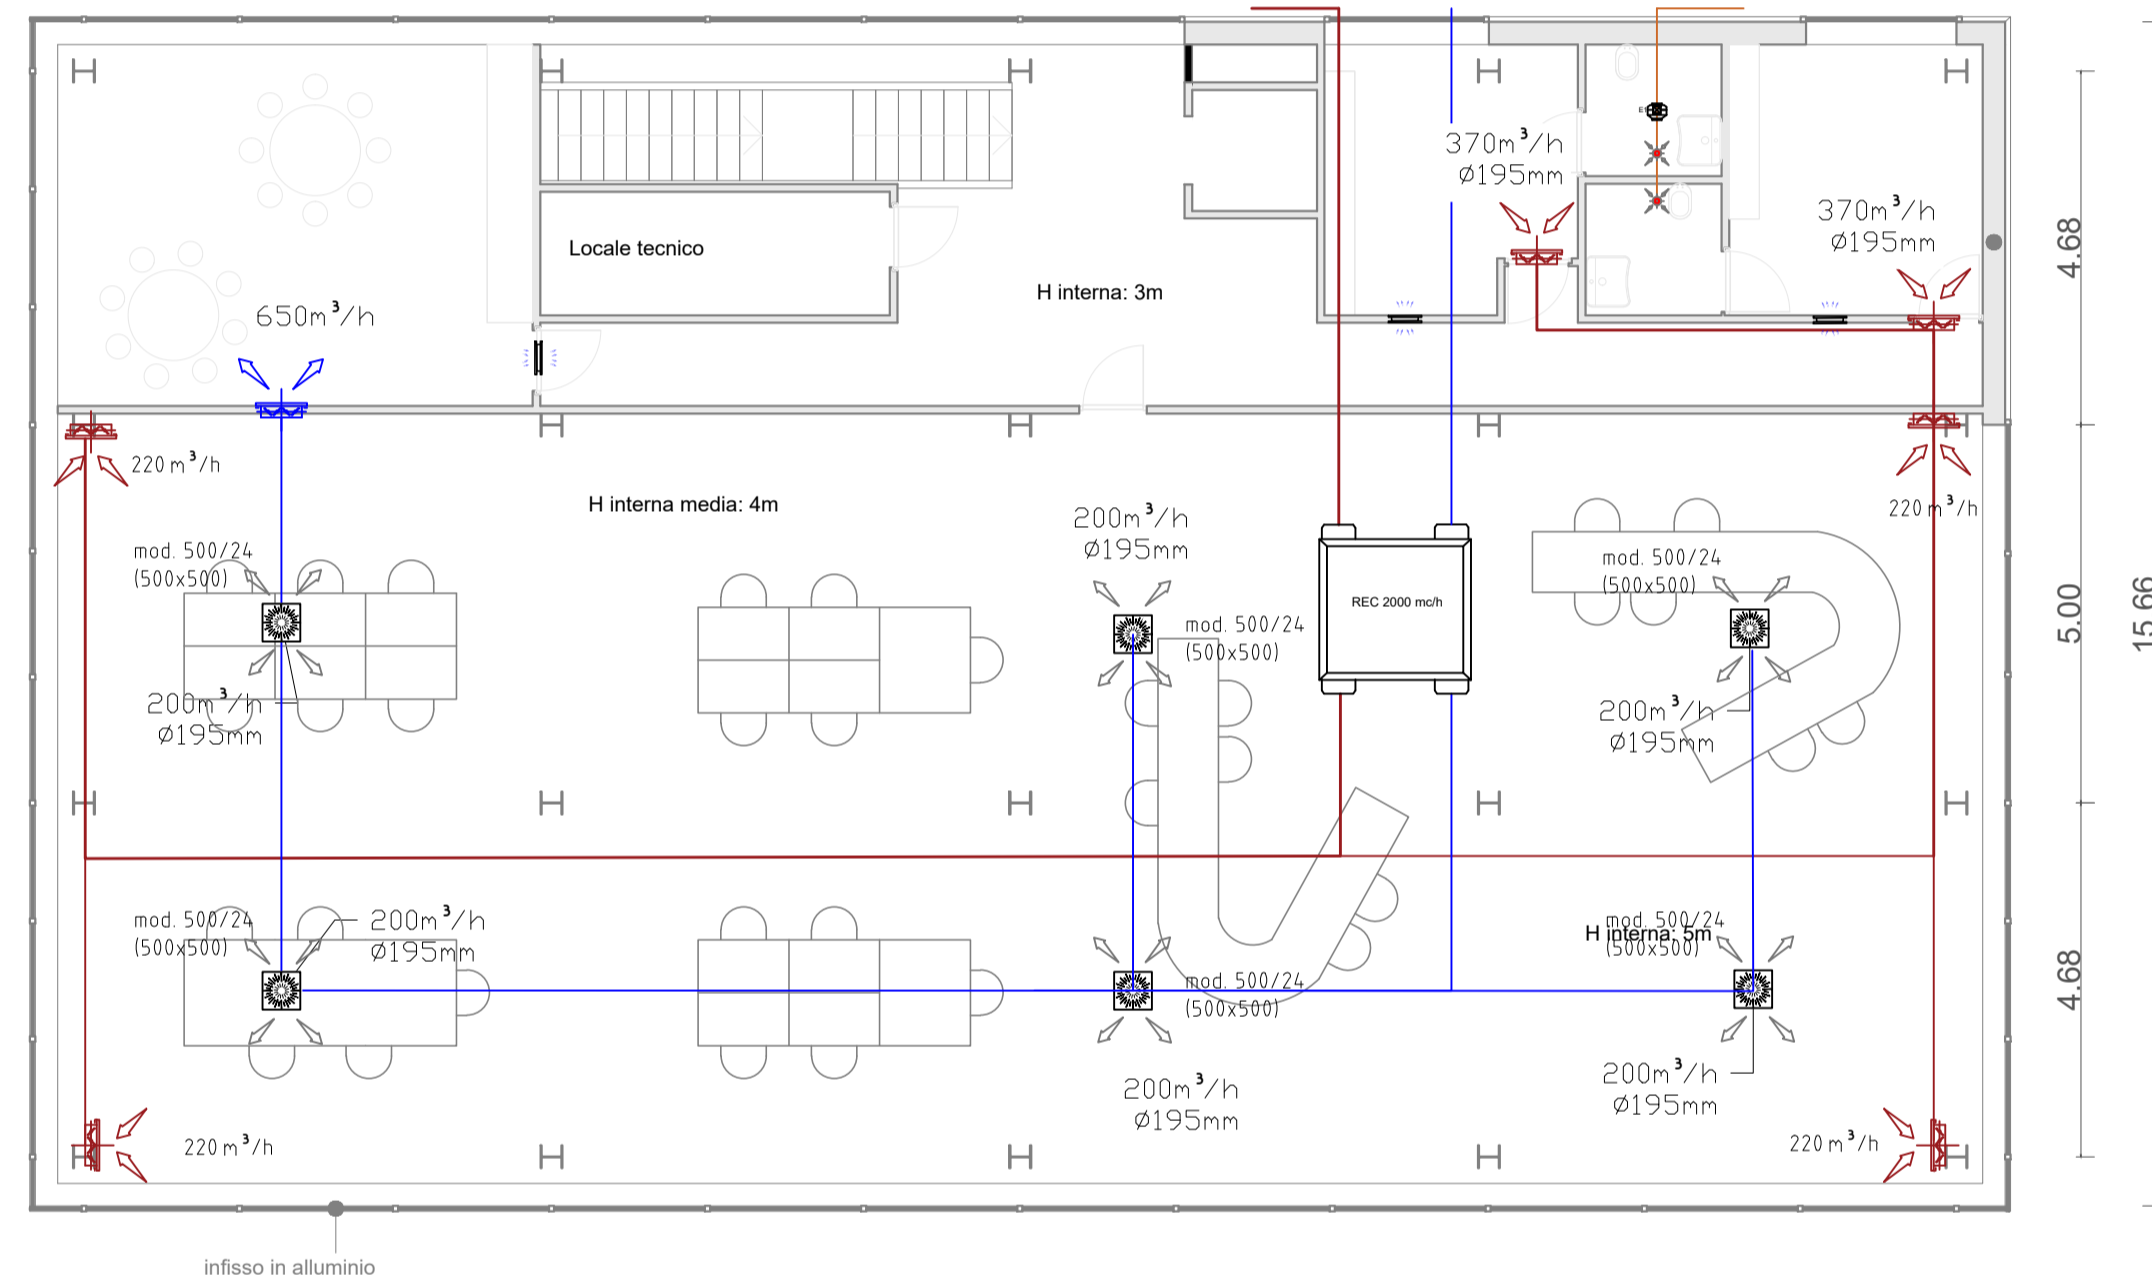 370m³/h
Ø195mm
4.68
370m³/h
Ø195mm
Locale tecnico
H interna: 3m
650m³/h
220 m³/h
H interna media: 4m
220 m³/h
200m³/h
Ø195mm
mod. 500/24
(500x500)
mod. 500/24
(500x500)
REC 2000 mc/h
mod. 500/24
(500x500)
5.00
15.66
200m³/h
Ø195mm
200m³/h
Ø195mm
mod. 500/24
(500x500)
200m³/h
Ø195mm
mod. 500/24
(500x500)
H interna: 5m
mod. 500/24
(500x500)
4.68
200m³/h
Ø195mm
200m³/h
Ø195mm
220 m³/h
220 m³/h
infisso in alluminio